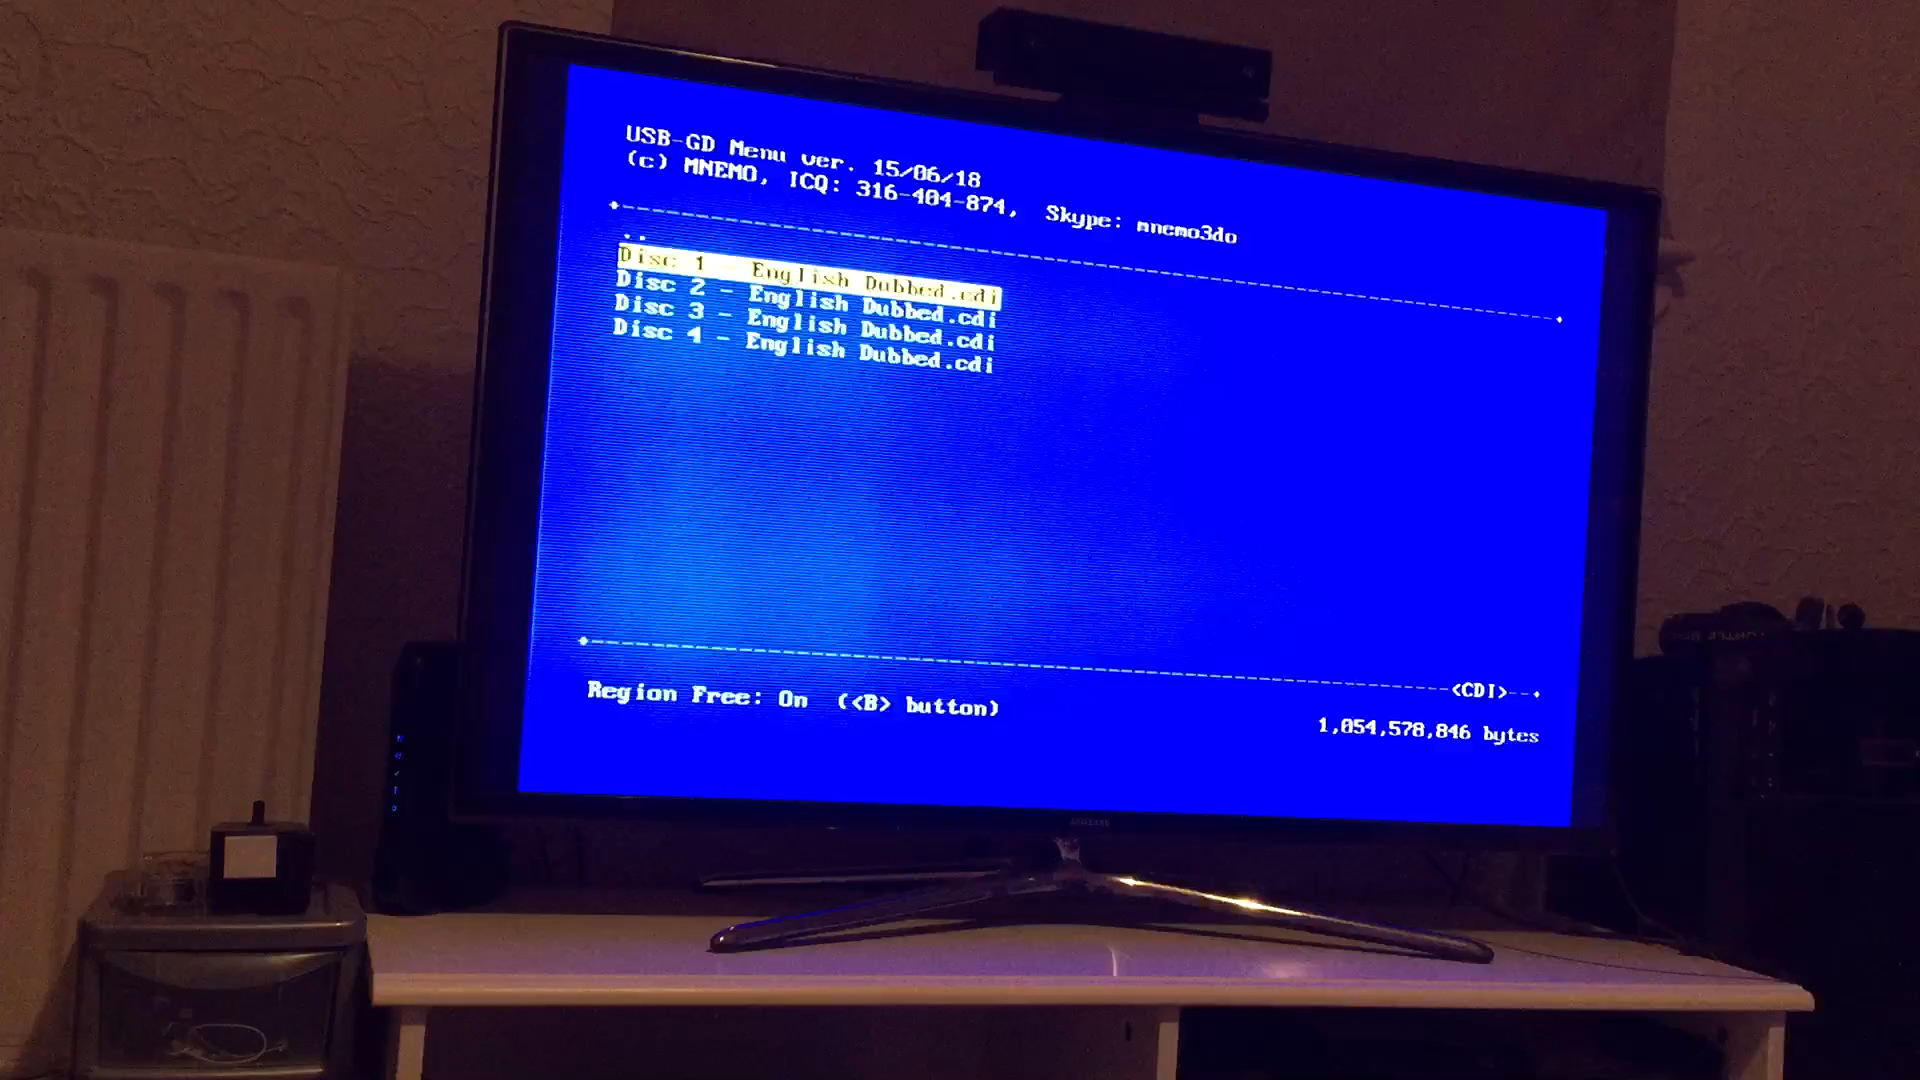 USB-GD Menu ver. 15/06/18
(c) MNEMO, ICQ: 316-404-874, Skype: mnemo3do
..
Disc 1 - English Dubbed.cdi
Disc 2 - English Dubbed.cdi
Disc 3 - English Dubbed.cdi
Disc 4 - English Dubbed.cdi
<CDI>
Region Free: On (<B> button)
1,054,578,846 bytes
SAMSUNG